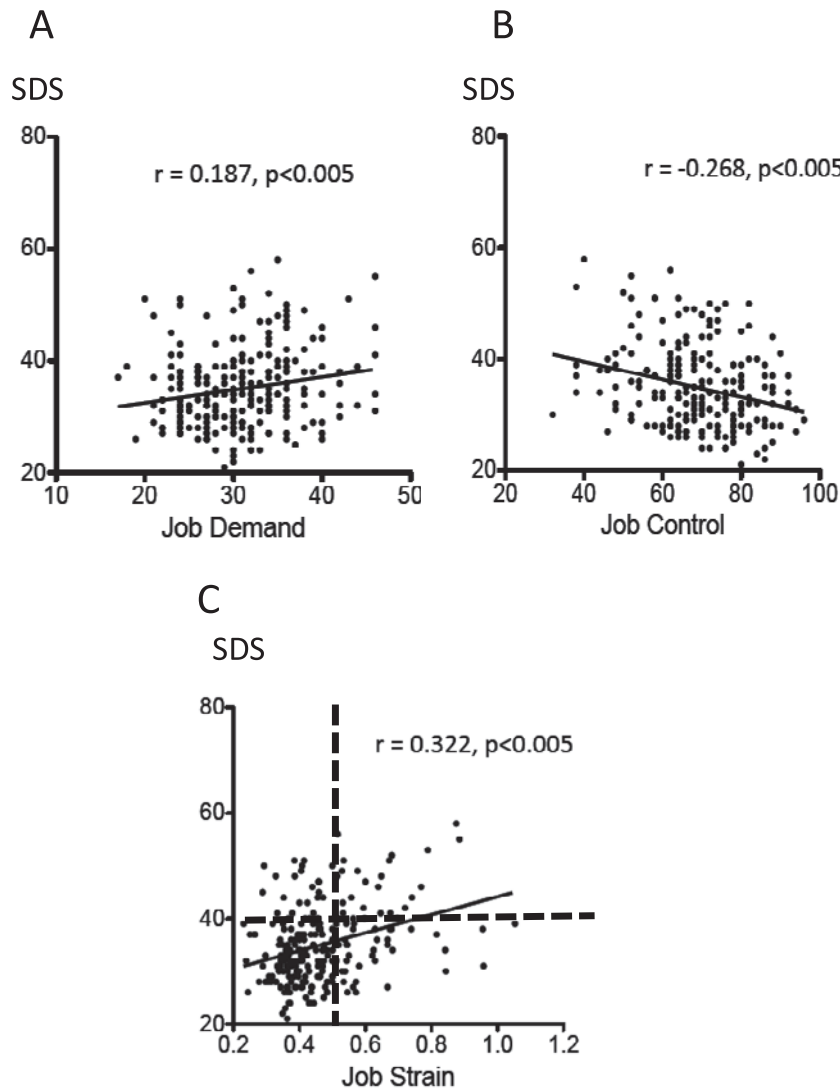 A
SDS
80
60
40
20
r = 0.187, p<0.005
10 20 30 40 50
Job Demand
B
SDS
80
60
40
20
r = -0.268, p<0.005
20 40 60 80 100
Job Control
C
SDS
80
60
40
20
r = 0.322, p<0.005
0.2 0.4 0.6 0.8 1.0 1.2
Job Strain